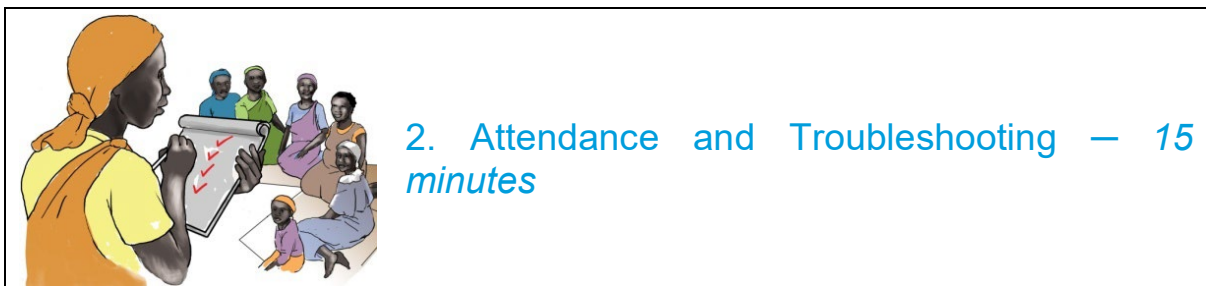 2. Attendance and Troubleshooting — 15
minutes